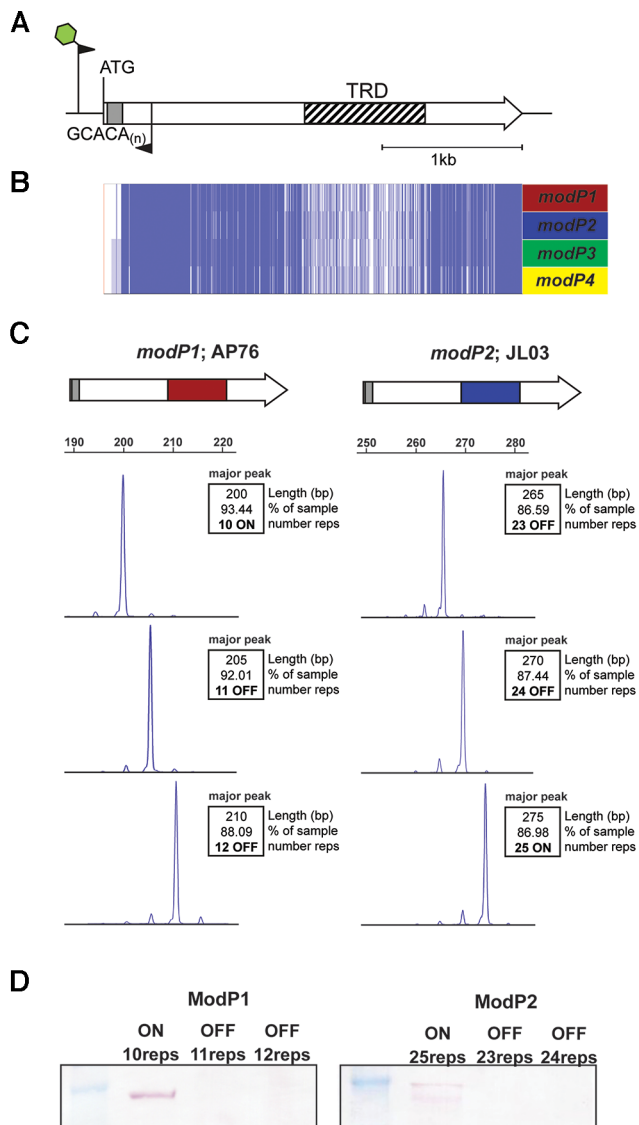 A
ATG
TRD
GCACA(n)
1kb
B
modP1
modP2
modP3
modP4
C
modP1; AP76
modP2; JL03
190 200 210 220
250 260 270 280
major peak
200 Length (bp)
93.44 % of sample
10 ON number reps
major peak
265 Length (bp)
86.59 % of sample
23 OFF number reps
major peak
205 Length (bp)
92.01 % of sample
11 OFF number reps
major peak
270 Length (bp)
87.44 % of sample
24 OFF number reps
major peak
210 Length (bp)
88.09 % of sample
12 OFF number reps
major peak
275 Length (bp)
86.98 % of sample
25 ON number reps
D
ModP1
ON OFF OFF
10reps 11reps 12reps
ModP2
ON OFF OFF
25reps 23reps 24reps